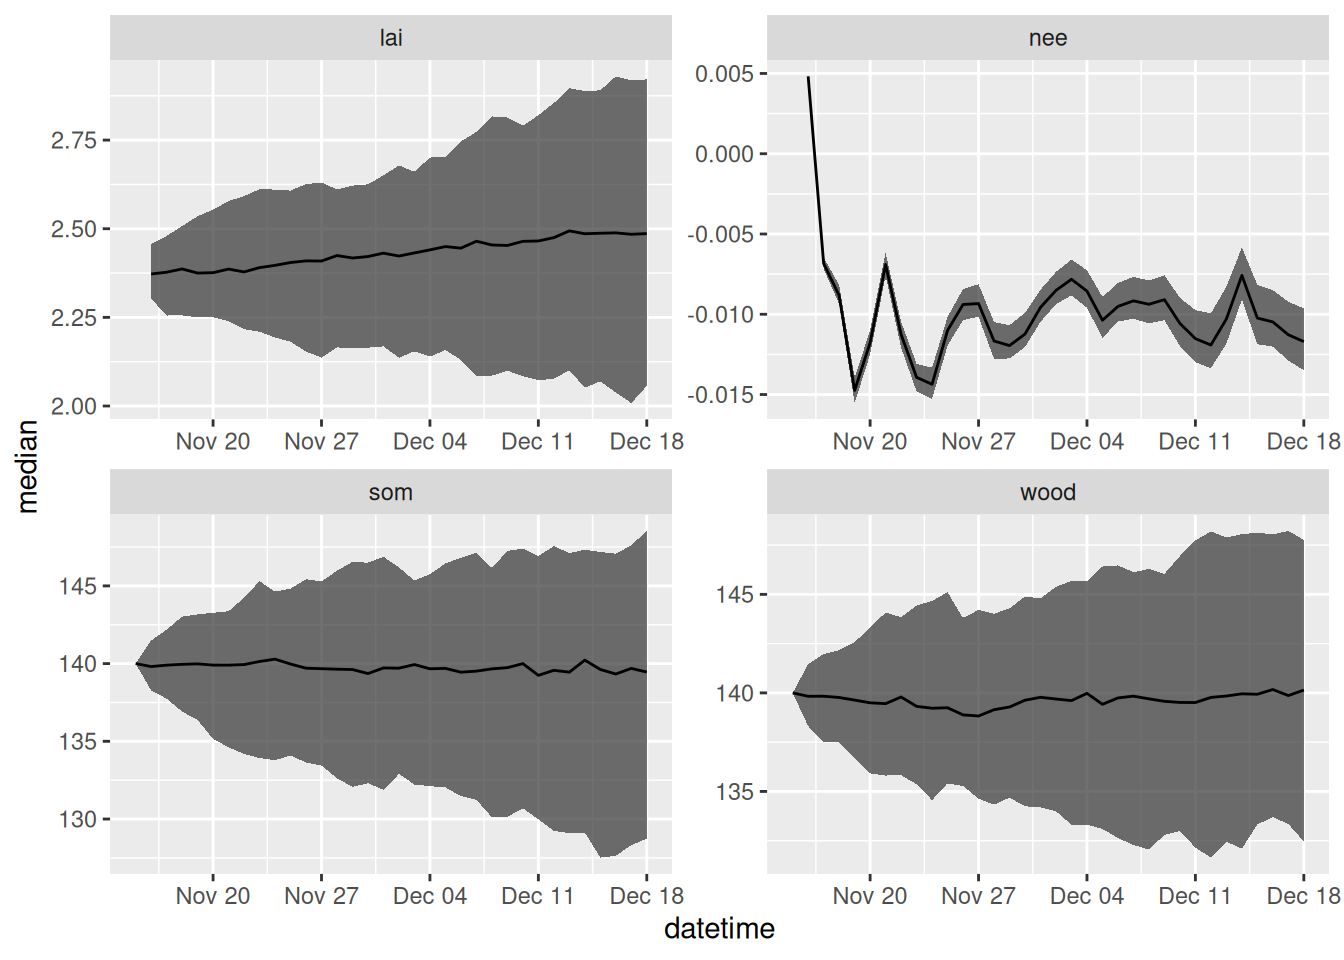 lai
2.75
2.50
2.25
2.00
Nov 20 Nov 27 Dec 04 Dec 11 Dec 18
nee
0.005
0.000
-0.005
-0.010
-0.015
Nov 20 Nov 27 Dec 04 Dec 11 Dec 18
median
som
145
140
135
130
Nov 20 Nov 27 Dec 04 Dec 11 Dec 18
wood
145
140
135
Nov 20 Nov 27 Dec 04 Dec 11 Dec 18
datetime